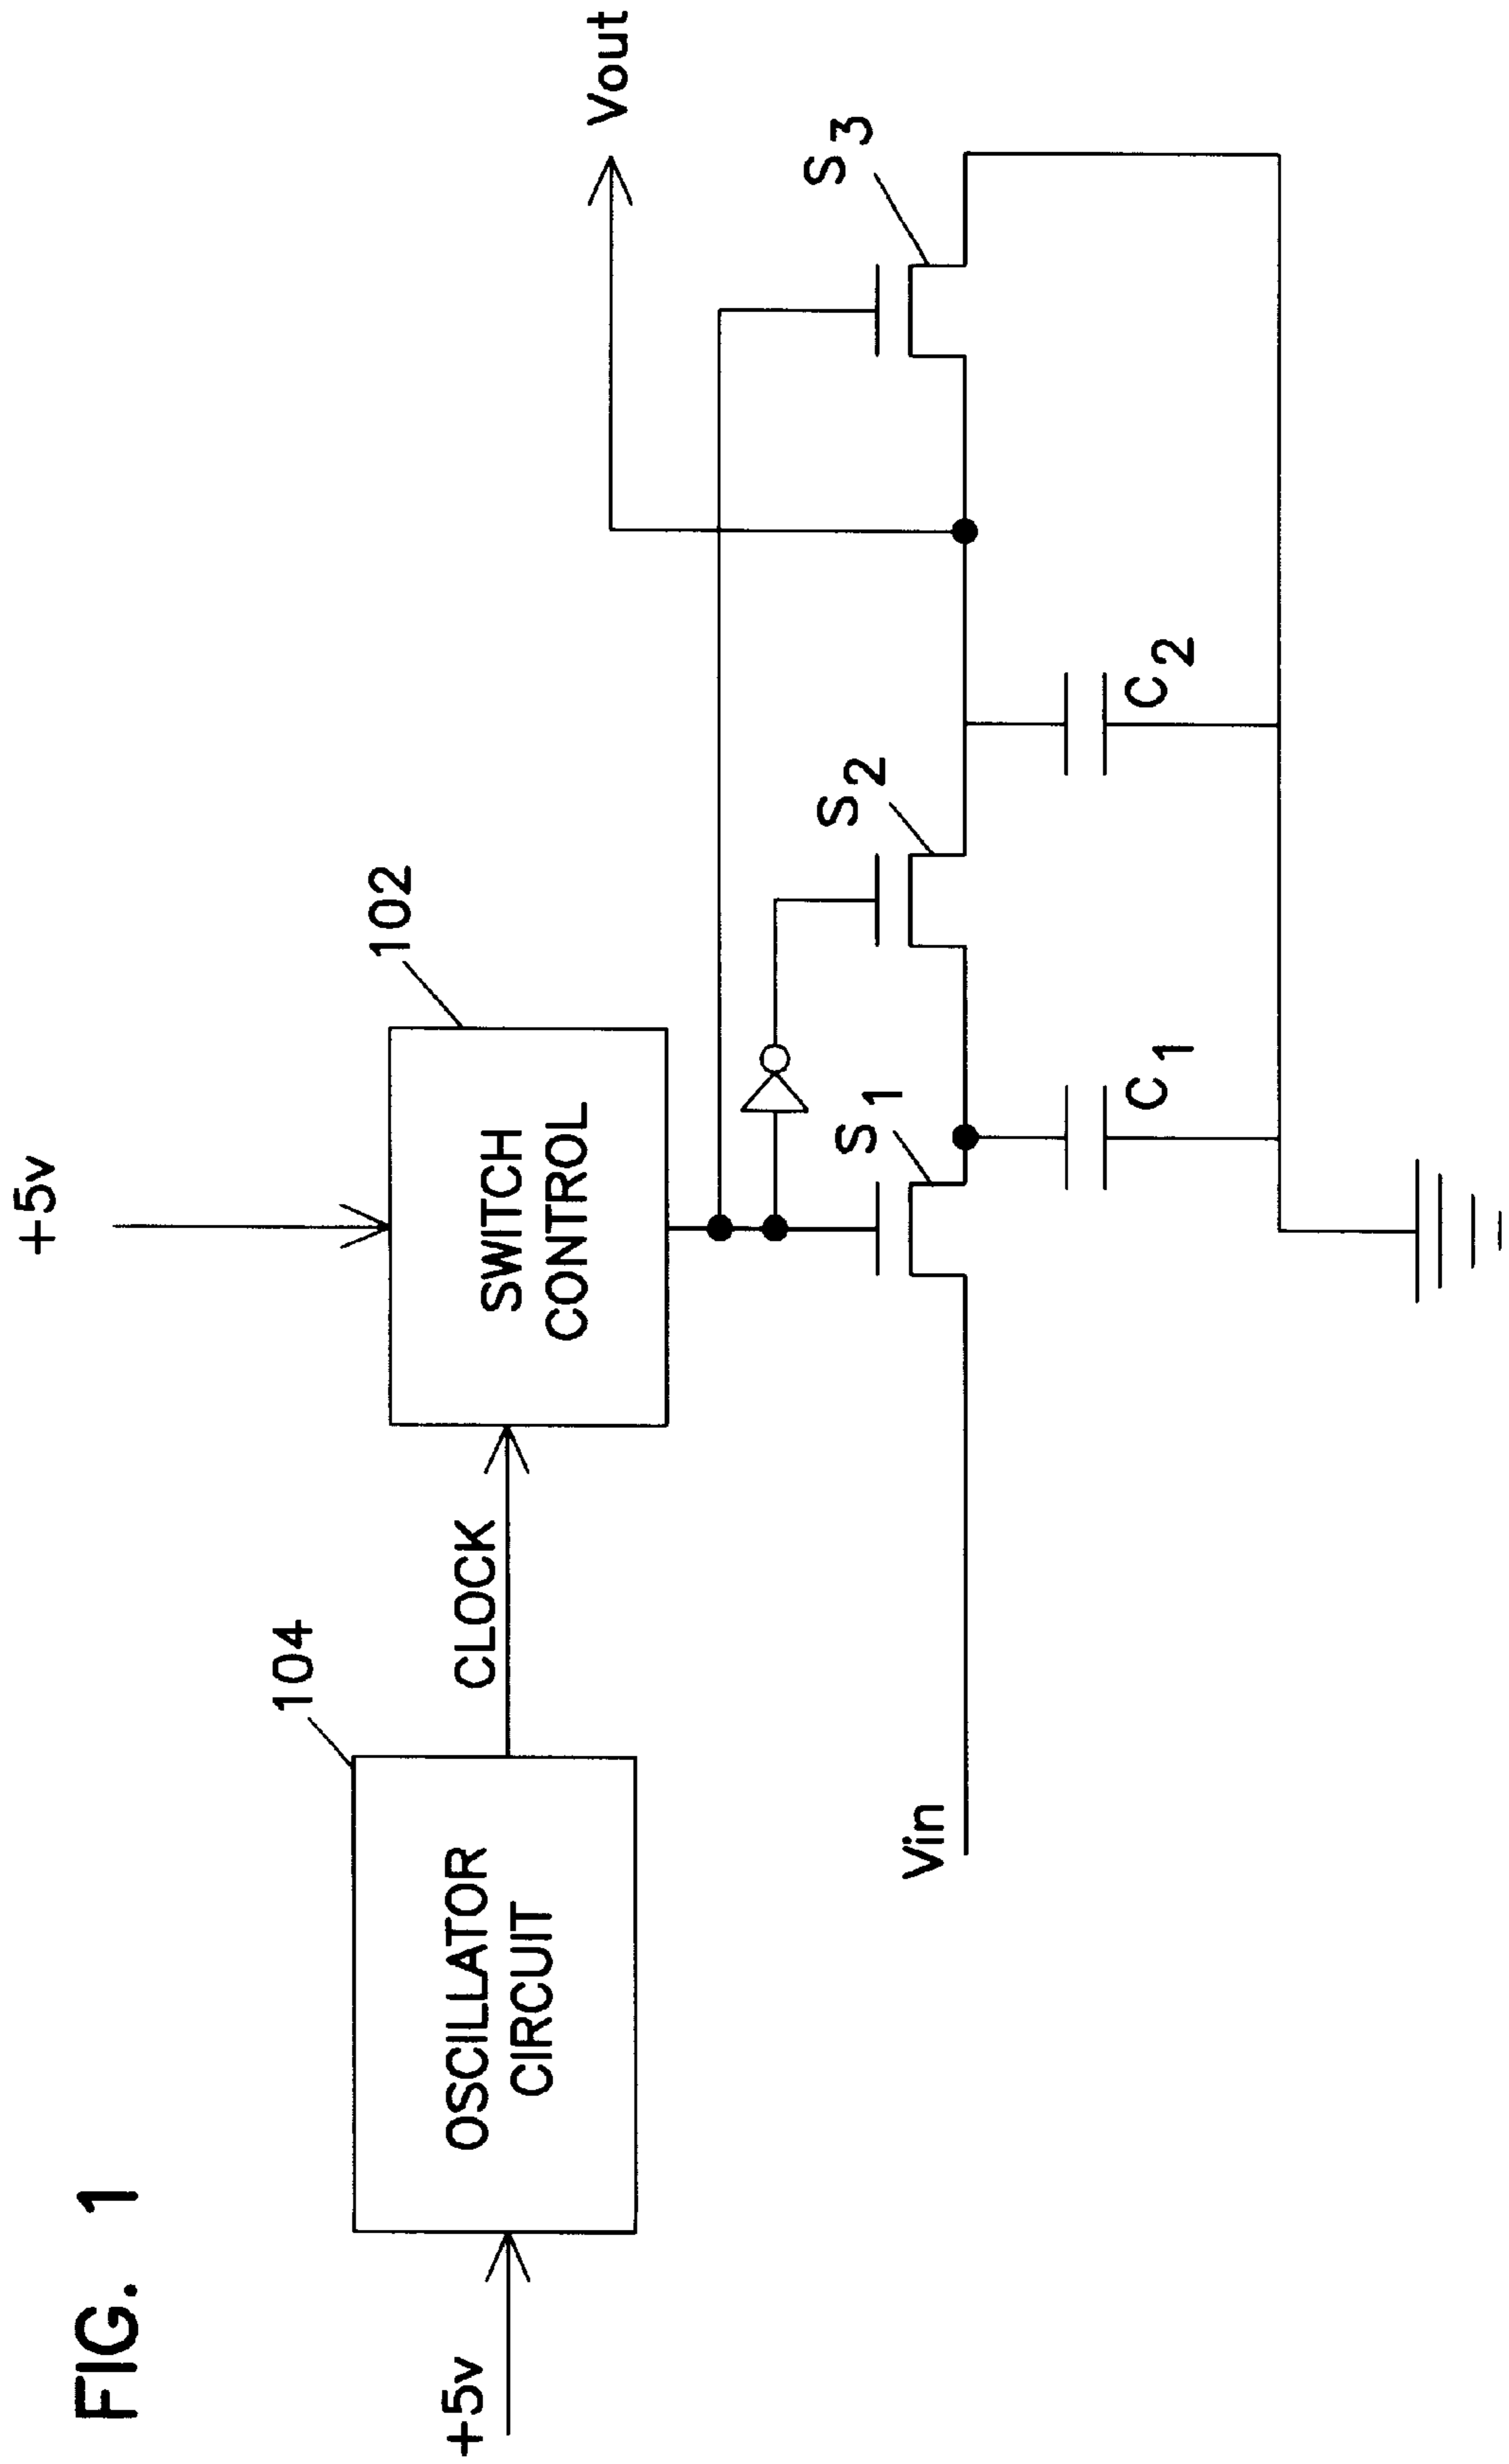 FIG. 1
+5v
OSCILLATOR
CIRCUIT
104
CLOCK
+5v
SWITCH
CONTROL
102
Vin
S1
S2
S3
C1
C2
Vout